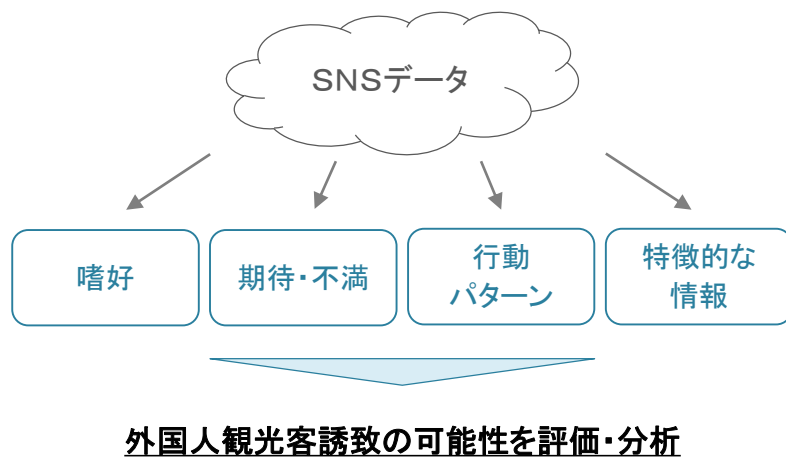 SNSデータ
嗜好
期待・不満
行動
パターン
特徴的な
情報
外国人観光客誘致の可能性を評価・分析